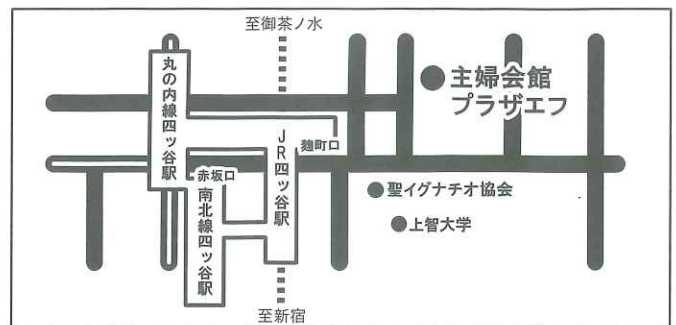 至御茶ノ水
丸の内線四ッ谷駅
主婦会館
プラザエフ
JR四ッ谷駅
麹町口
赤坂口
南北線四ッ谷駅
聖イグナチオ協会
上智大学
至新宿